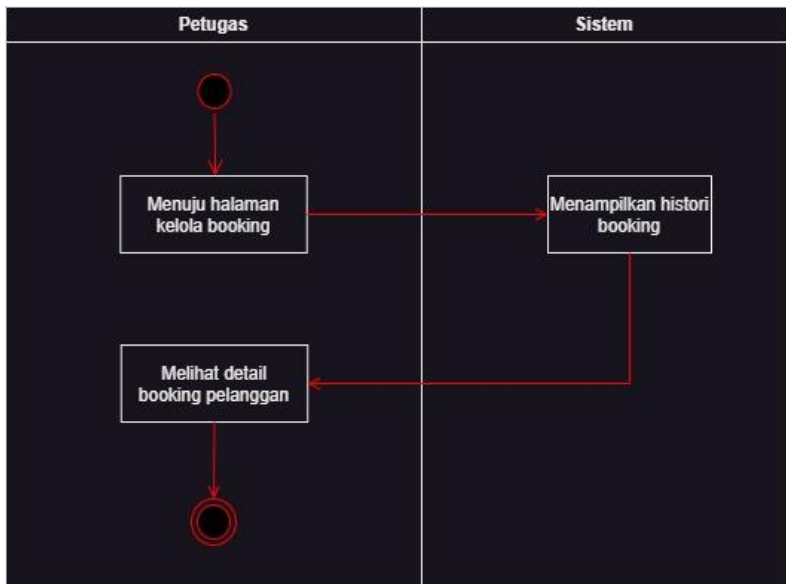 Petugas
Sistem
Menuju halaman
kelola booking
Menampilkan histori
booking
Melihat detail
booking pelanggan